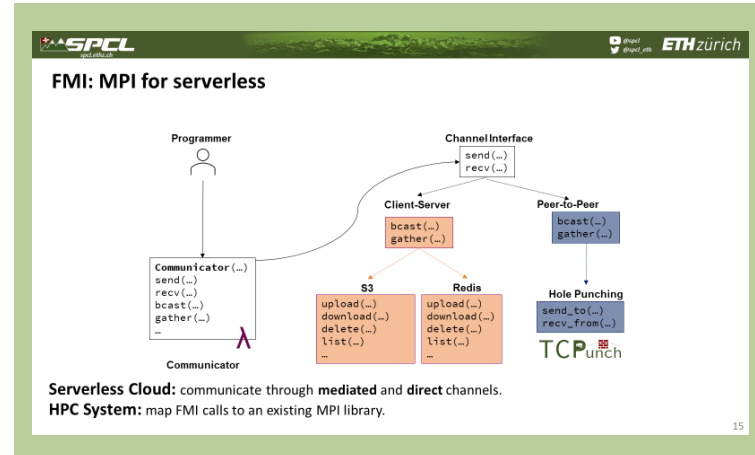 SPCL
spcl.ethz.ch
@spcl
@spcl_eth
ETH zürich
FMI: MPI for serverless
Programmer
Channel Interface
send(…)
recv(…)
Client-Server
Peer-to-Peer
bcast(…)
gather(…)
bcast(…)
gather(…)
Communicator(…)
send(…)
recv(…)
bcast(…)
gather(…)
…
λ
Communicator
S3
Redis
Hole Punching
upload(…)
download(…)
delete(…)
list(…)
…
upload(…)
download(…)
delete(…)
list(…)
…
send_to(…)
recv_from(…)
TCPunch
Serverless Cloud: communicate through mediated and direct channels.
HPC System: map FMI calls to an existing MPI library.
15